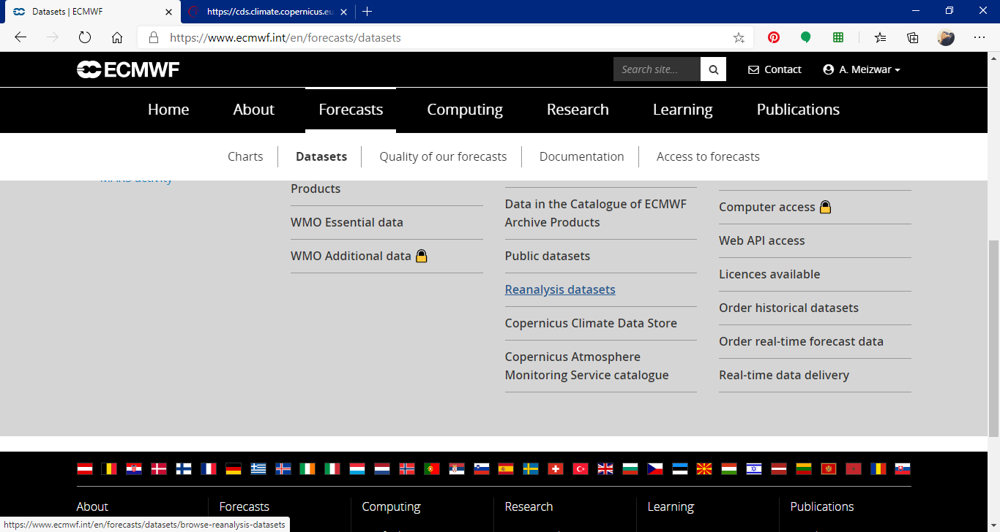 Datasets | ECMWF
https://cds.climate.copernicus.eu
https://www.ecmwf.int/en/forecasts/datasets
ECMWF
Search site...
Contact
A. Meizwar
Home
About
Forecasts
Computing
Research
Learning
Publications
Charts
Datasets
Quality of our forecasts
Documentation
Access to forecasts
MARS activity
Products
WMO Essential data
WMO Additional data
Data in the Catalogue of ECMWF
Archive Products
Public datasets
Reanalysis datasets
Copernicus Climate Data Store
Copernicus Atmosphere
Monitoring Service catalogue
Computer access
Web API access
Licences available
Order historical datasets
Order real-time forecast data
Real-time data delivery
About
Forecasts
Computing
Research
Learning
Publications
https://www.ecmwf.int/en/forecasts/datasets/browse-reanalysis-datasets